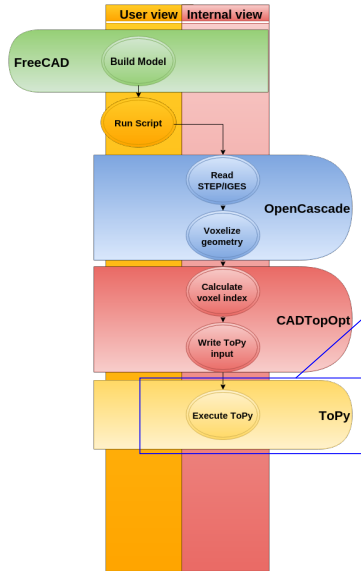 User view Internal view
FreeCAD
Build Model
Run Script
Read
STEP/IGES
OpenCascade
Voxelize
geometry
Calculate
voxel index
CADTopOpt
Write ToPy
input
Execute ToPy
ToPy